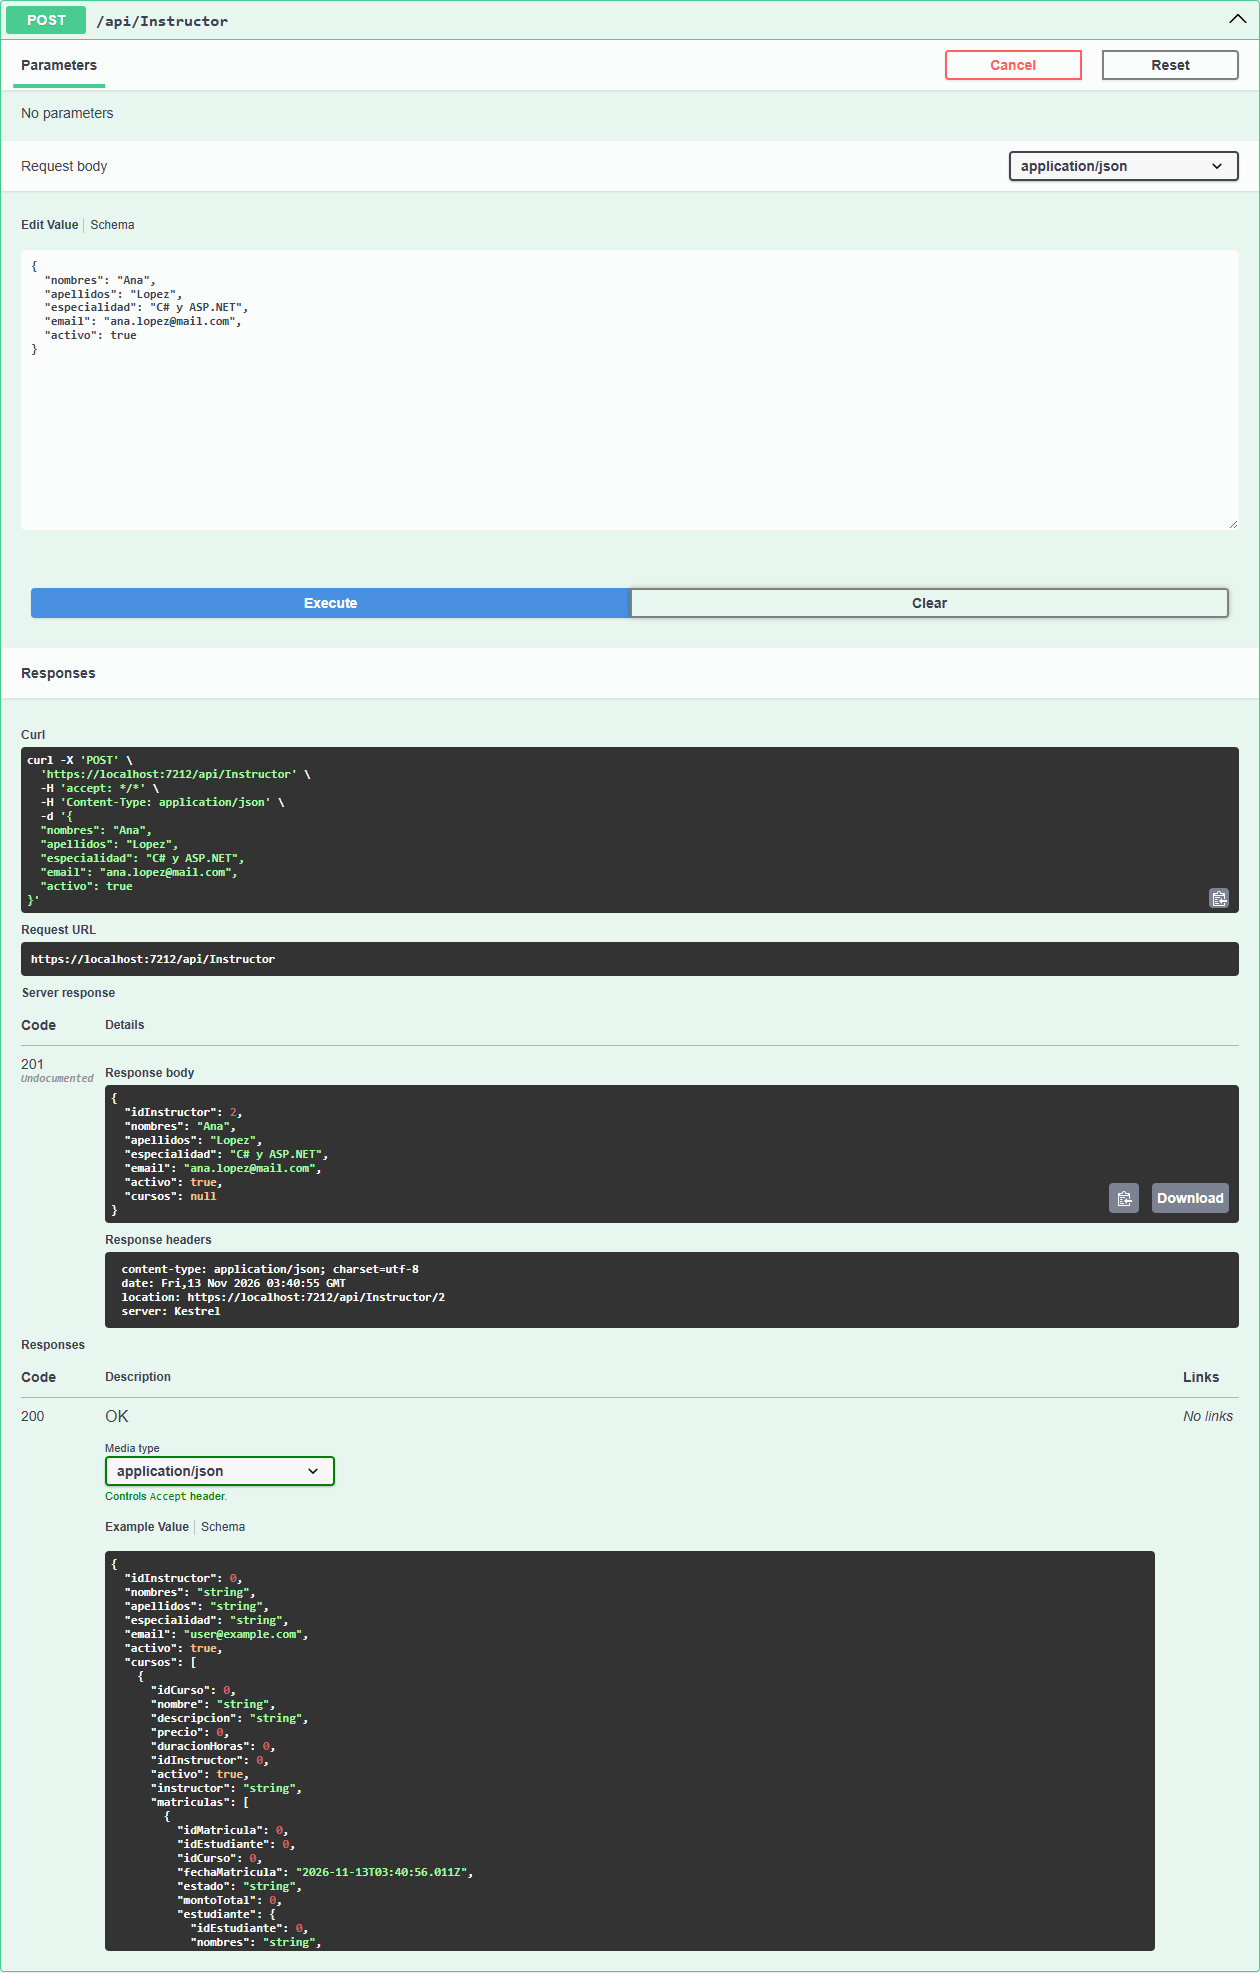 POST /api/Instructor
Parameters
Cancel
Reset
No parameters
Request body
application/json
Edit Value
Schema
{
  "nombres": "Ana",
  "apellidos": "Lopez",
  "especialidad": "C# y ASP.NET",
  "email": "ana.lopez@mail.com",
  "activo": true
}
Execute
Clear
Responses
Curl
curl -X 'POST' \
  'https://localhost:7212/api/Instructor' \
  -H 'accept: */*' \
  -H 'Content-Type: application/json' \
  -d '{
  "nombres": "Ana",
  "apellidos": "Lopez",
  "especialidad": "C# y ASP.NET",
  "email": "ana.lopez@mail.com",
  "activo": true
}'
Request URL
https://localhost:7212/api/Instructor
Server response
Code
Details
201
Undocumented
Response body
{
  "idInstructor": 2,
  "nombres": "Ana",
  "apellidos": "Lopez",
  "especialidad": "C# y ASP.NET",
  "email": "ana.lopez@mail.com",
  "activo": true,
  "cursos": null
}
Download
Response headers
content-type: application/json; charset=utf-8
date: Fri,13 Nov 2026 03:40:55 GMT
location: https://localhost:7212/api/Instructor/2
server: Kestrel
Responses
Code
Description
Links
200
OK
No links
Media type
application/json
Controls Accept header.
Example Value
Schema
{
  "idInstructor": 0,
  "nombres": "string",
  "apellidos": "string",
  "especialidad": "string",
  "email": "user@example.com",
  "activo": true,
  "cursos": [
    {
      "idCurso": 0,
      "nombre": "string",
      "descripcion": "string",
      "precio": 0,
      "duracionHoras": 0,
      "idInstructor": 0,
      "activo": true,
      "instructor": "string",
      "matriculas": [
        {
          "idMatricula": 0,
          "idEstudiante": 0,
          "idCurso": 0,
          "fechaMatricula": "2026-11-13T03:40:56.011Z",
          "estado": "string",
          "montoTotal": 0,
          "estudiante": {
            "idEstudiante": 0,
            "nombres": "string",